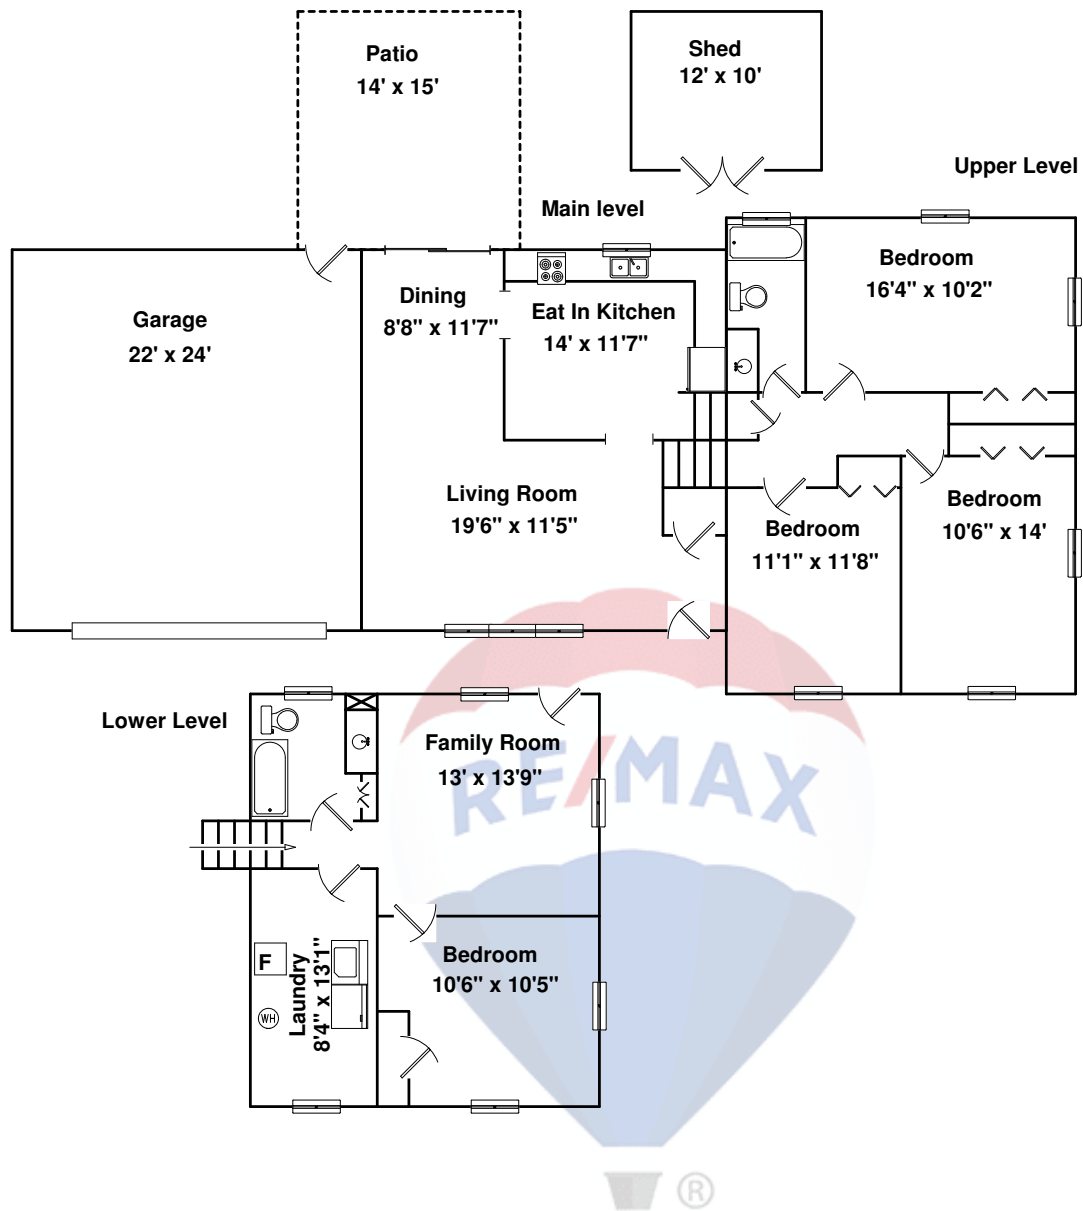 Patio
14' x 15'
Shed
12' x 10'
Upper Level
Main level
Bedroom
16'4" x 10'2"
Dining
8'8" x 11'7"
Eat In Kitchen
14' x 11'7"
Garage
22' x 24'
Living Room
19'6" x 11'5"
Bedroom
11'1" x 11'8"
Bedroom
10'6" x 14'
Lower Level
Family Room
13' x 13'9"
RE/MAX
Bedroom
10'6" x 10'5"
F
WH
Laundry
8'4" x 13'1"
®